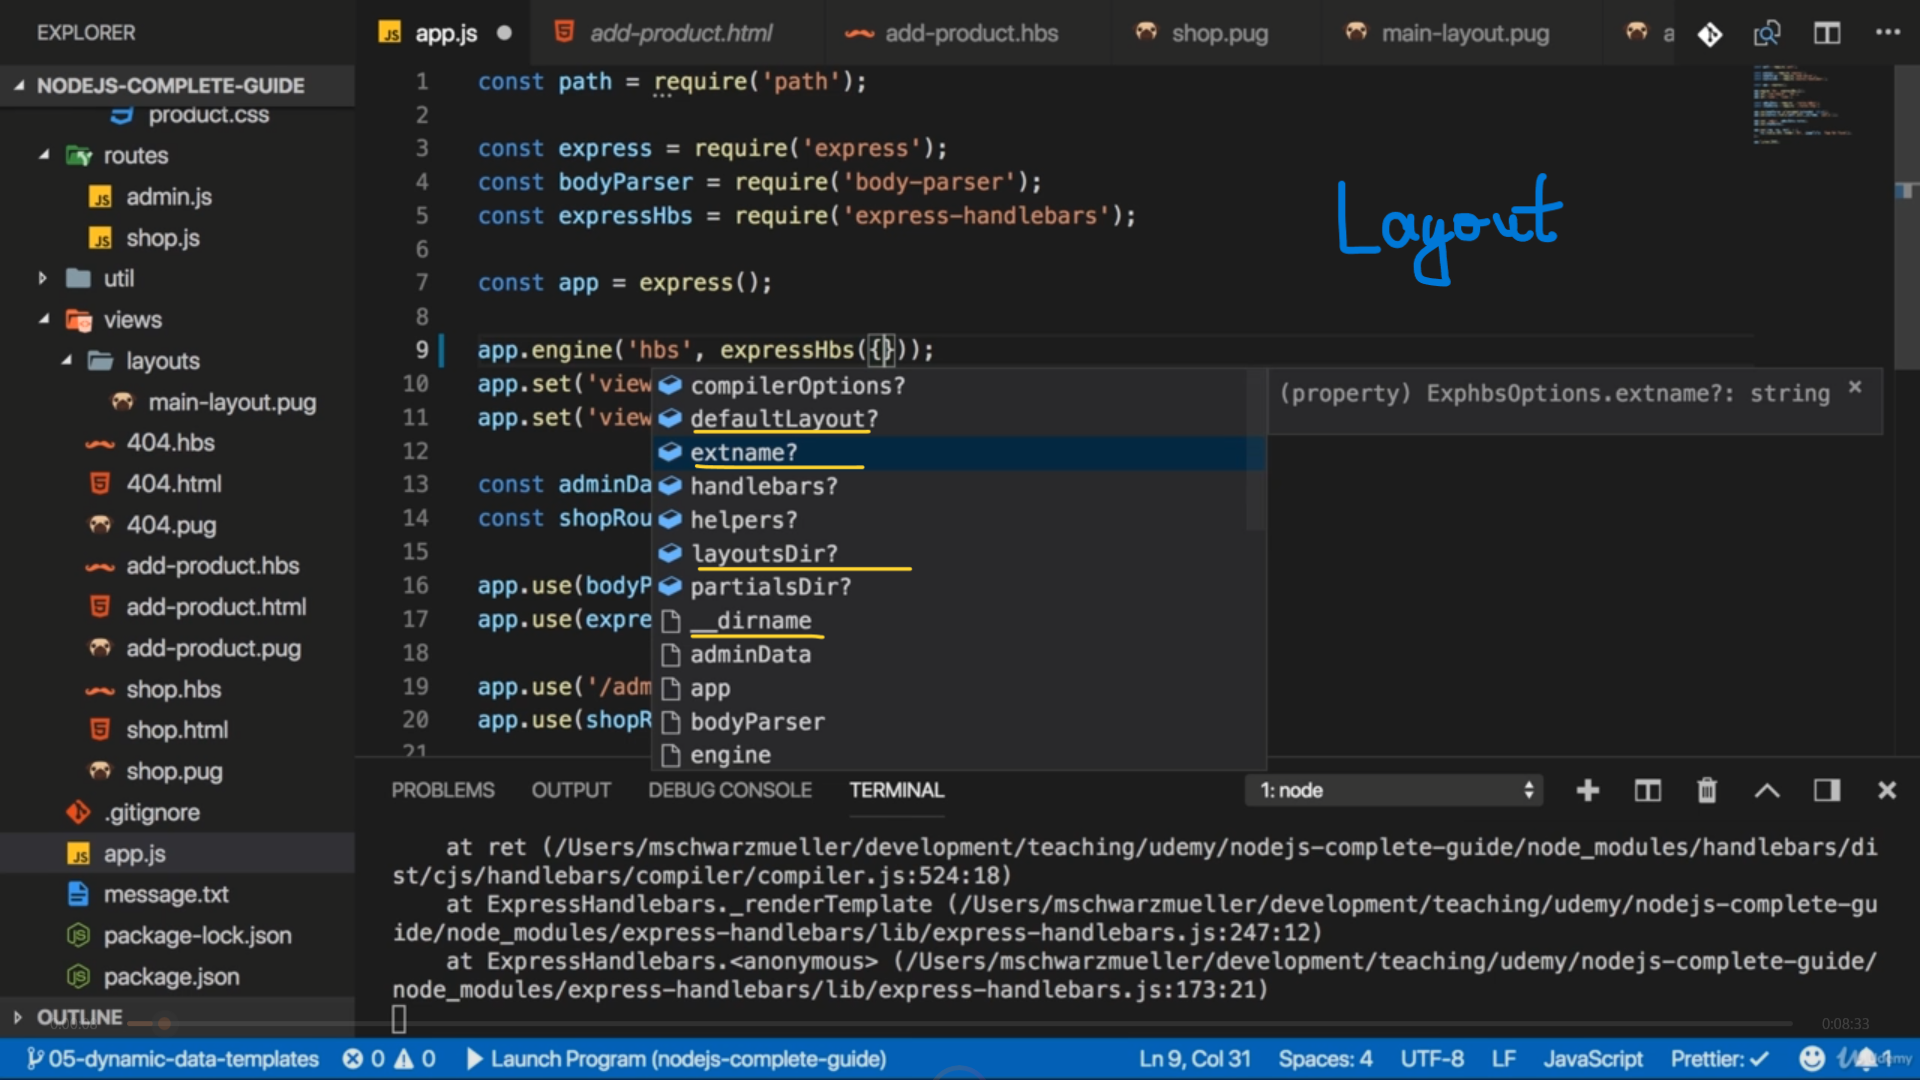 EXPLORER
app.js
add-product.html
add-product.hbs
shop.pug
main-layout.pug
a
NODEJS-COMPLETE-GUIDE
product.css
routes
admin.js
shop.js
util
views
layouts
main-layout.pug
404.hbs
404.html
404.pug
add-product.hbs
add-product.html
add-product.pug
shop.hbs
shop.html
shop.pug
.gitignore
app.js
message.txt
package-lock.json
package.json
OUTLINE
1 const path = require('path');
2
3 const express = require('express');
4 const bodyParser = require('body-parser');
5 const expressHbs = require('express-handlebars');
6
7 const app = express();
8
9 app.engine('hbs', expressHbs({}));
10 app.set('view
11 app.set('view
12
13 const adminDa
14 const shopRou
15
16 app.use(bodyP
17 app.use(expre
18
19 app.use('/adm
20 app.use(shopR
21
Layout
compilerOptions?
defaultLayout?
extname?
handlebars?
helpers?
layoutsDir?
partialsDir?
__dirname
adminData
app
bodyParser
engine
(property) ExphbsOptions.extname?: string
PROBLEMS OUTPUT DEBUG CONSOLE TERMINAL
1: node
at ret (/Users/mschwarzmueller/development/teaching/udemy/nodejs-complete-guide/node_modules/handlebars/di
st/cjs/handlebars/compiler/compiler.js:524:18)
at ExpressHandlebars._renderTemplate (/Users/mschwarzmueller/development/teaching/udemy/nodejs-complete-gu
ide/node_modules/express-handlebars/lib/express-handlebars.js:247:12)
at ExpressHandlebars.<anonymous> (/Users/mschwarzmueller/development/teaching/udemy/nodejs-complete-guide/
node_modules/express-handlebars/lib/express-handlebars.js:173:21)
0:08:33
05-dynamic-data-templates 0 0 Launch Program (nodejs-complete-guide) Ln 9, Col 31 Spaces: 4 UTF-8 LF JavaScript Prettier: ✓ 1